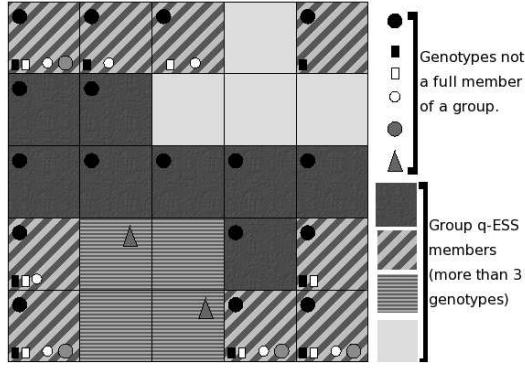 Genotypes not
a full member
of a group.
Group q-ESS
members
(more than 3
genotypes)